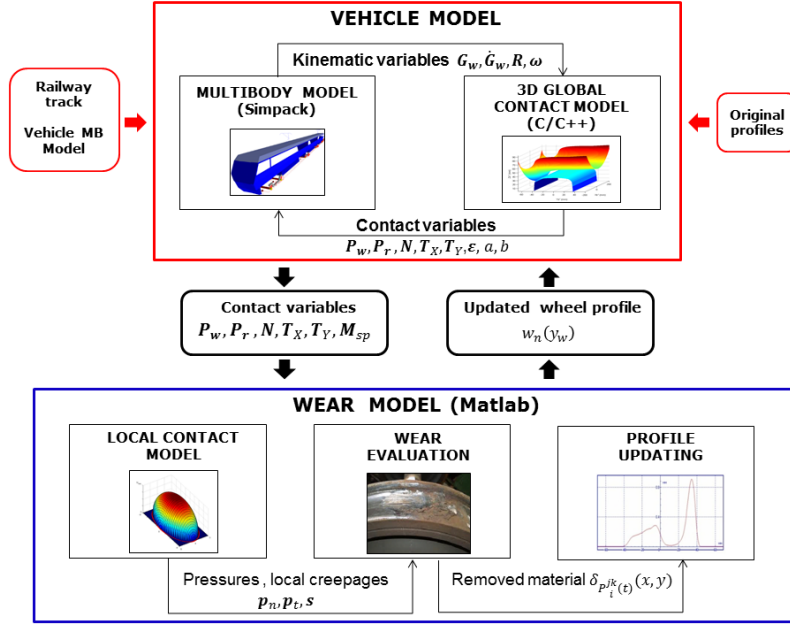 VEHICLE MODEL
Kinematic variables G_w, Ġ_w, R, ω
Railway
track
Vehicle MB
Model
MULTIBODY MODEL
(Simpack)
3D GLOBAL
CONTACT MODEL
(C/C++)
Original
profiles
Contact variables
P_w, P_r, N, T_X, T_Y, ε, a, b
Contact variables
P_w, P_r, N, T_X, T_Y, M_sp
Updated wheel profile
w_n(y_w)
WEAR MODEL (Matlab)
LOCAL CONTACT
MODEL
WEAR
EVALUATION
PROFILE
UPDATING
Pressures , local creepages
p_n, p_t, s
Removed material δ_{P_i^{jk}(t)}(x, y)